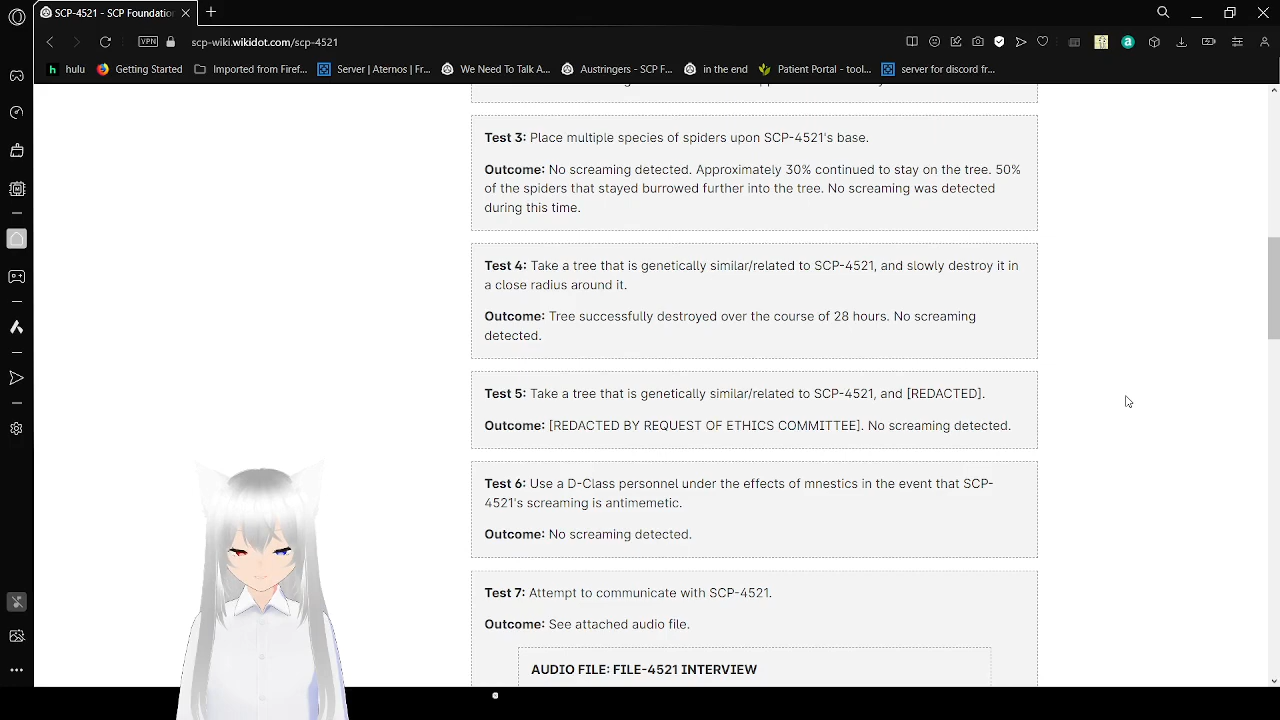 SCP-4521 - SCP Foundation
VPN
scp-wiki.wikidot.com/scp-4521
h hulu
Getting Started
Imported from Firef...
Server | Aternos | Fr...
We Need To Talk A...
Austringers - SCP F...
in the end
Patient Portal - tool...
server for discord fr...
Test 3: Place multiple species of spiders upon SCP-4521's base.
Outcome: No screaming detected. Approximately 30% continued to stay on the tree. 50%
of the spiders that stayed burrowed further into the tree. No screaming was detected
during this time.
Test 4: Take a tree that is genetically similar/related to SCP-4521, and slowly destroy it in
a close radius around it.
Outcome: Tree successfully destroyed over the course of 28 hours. No screaming
detected.
Test 5: Take a tree that is genetically similar/related to SCP-4521, and [REDACTED].
Outcome: [REDACTED BY REQUEST OF ETHICS COMMITTEE]. No screaming detected.
Test 6: Use a D-Class personnel under the effects of mnestics in the event that SCP-
4521's screaming is antimemetic.
Outcome: No screaming detected.
Test 7: Attempt to communicate with SCP-4521.
Outcome: See attached audio file.
AUDIO FILE: FILE-4521 INTERVIEW